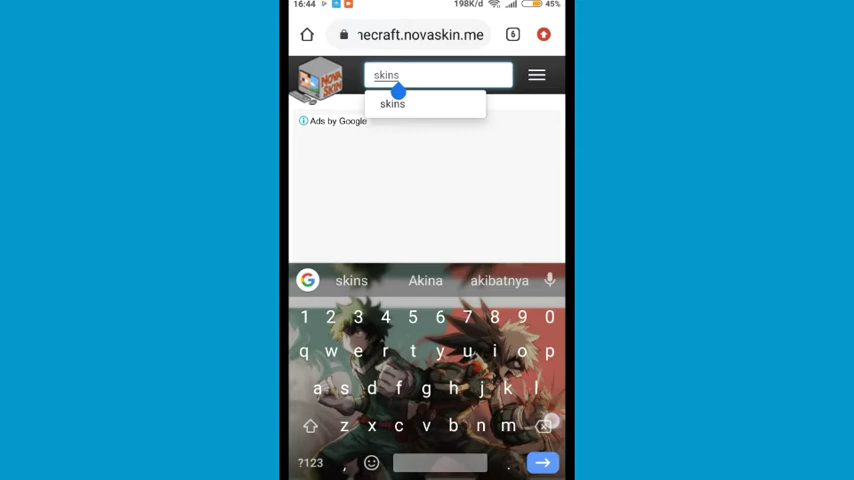 16:44 198K/d 45%
necraft.novaskin.me 6
NOVA SKIN skins
skins
Ads by Google
skins Akina akibatnya
1 2 3 4 5 6 7 8 9 0
q w e r t y u i o p
a s d f g h j k l
z x c v b n m
?123 , .